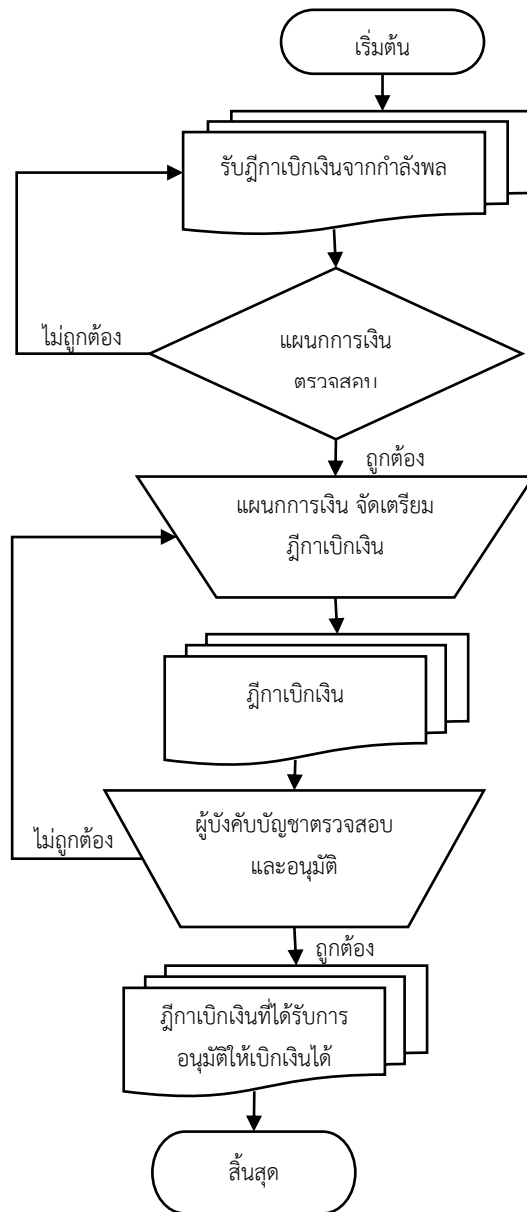 เริ่มต้น
รับฎีกาเบิกเงินจากกำลังพล
ไม่ถูกต้อง
แผนกการเงิน
ตรวจสอบ
ถูกต้อง
แผนกการเงิน จัดเตรียม
ฎีกาเบิกเงิน
ฎีกาเบิกเงิน
ผู้บังคับบัญชาตรวจสอบ
และอนุมัติ
ไม่ถูกต้อง
ถูกต้อง
ฎีกาเบิกเงินที่ได้รับการ
อนุมัติให้เบิกเงินได้
สิ้นสุด